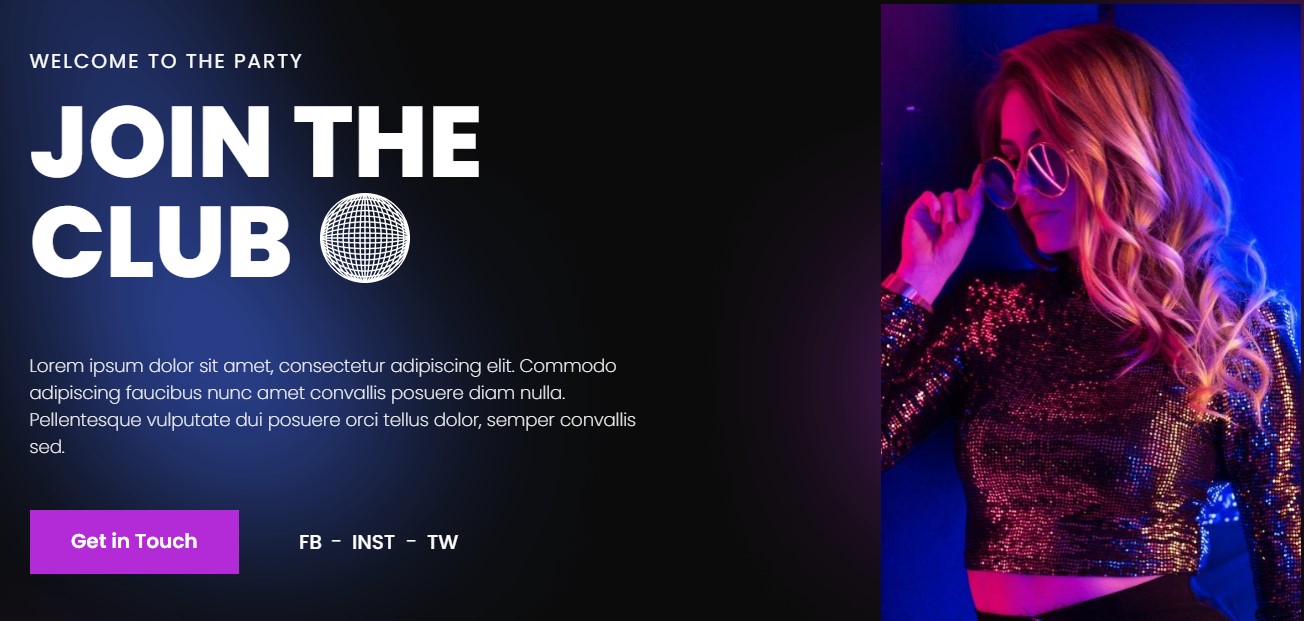 WELCOME TO THE PARTY
JOIN THE
CLUB
Lorem ipsum dolor sit amet, consectetur adipiscing elit. Commodo
adipiscing faucibus nunc amet convallis posuere diam nulla.
Pellentesque vulputate dui posuere orci tellus dolor, semper convallis
sed.
Get in Touch
FB – INST – TW